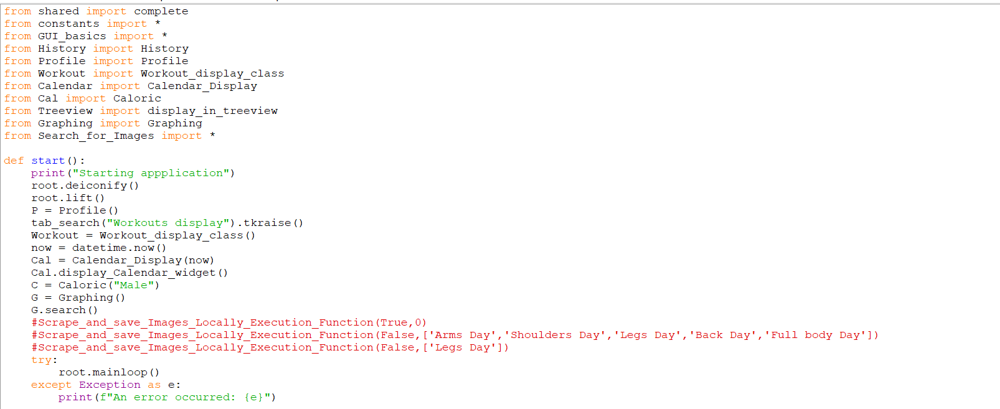 from shared import complete
from constants import *
from GUI_basics import *
from History import History
from Profile import Profile
from Workout import Workout_display_class
from Calendar import Calendar_Display
from Cal import Caloric
from Treeview import display_in_treeview
from Graphing import Graphing
from Search_for_Images import *

def start():
    print("Starting appplication")
    root.deiconify()
    root.lift()
    P = Profile()
    tab_search("Workouts display").tkraise()
    Workout = Workout_display_class()
    now = datetime.now()
    Cal = Calendar_Display(now)
    Cal.display_Calendar_widget()
    C = Caloric("Male")
    G = Graphing()
    G.search()
    #Scrape_and_save_Images_Locally_Execution_Function(True,0)
    #Scrape_and_save_Images_Locally_Execution_Function(False,['Arms Day','Shoulders Day','Legs Day','Back Day','Full body Day'])
    #Scrape_and_save_Images_Locally_Execution_Function(False,['Legs Day'])
    try:
        root.mainloop()
    except Exception as e:
        print(f"An error occurred: {e}")